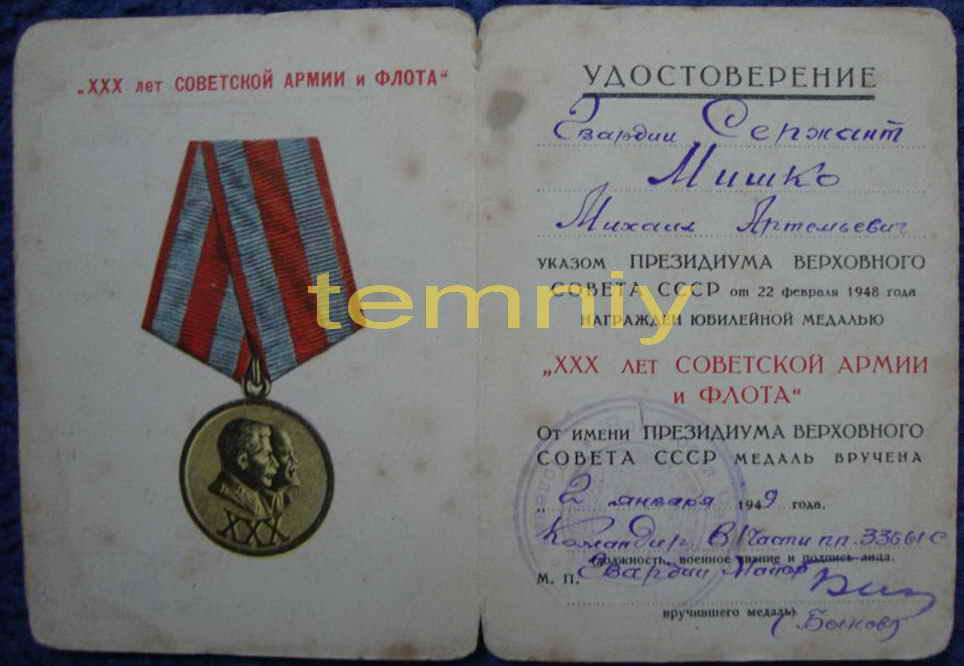 „XXX лет СОВЕТСКОЙ АРМИИ и ФЛОТА“
XXX
temniy
УДОСТОВЕРЕНИЕ
Гвардии Сержант
Мишко
Михаил Артемьевич
УКАЗОМ ПРЕЗИДИУМА ВЕРХОВНОГО
СОВЕТА СССР от 22 февраля 1948 года
НАГРАЖДЕН ЮБИЛЕЙНОЙ МЕДАЛЬЮ
„XXX ЛЕТ СОВЕТСКОЙ АРМИИ
и ФЛОТА“
От имени ПРЕЗИДИУМА ВЕРХОВНОГО
СОВЕТА СССР МЕДАЛЬ ВРУЧЕНА
„2 января 1949 года.
Командир В/Части пп. 33661 С
(должность, военное звание и подпись лица,
М. П. Гвардии Майор
вручившего медаль)
(Быков)